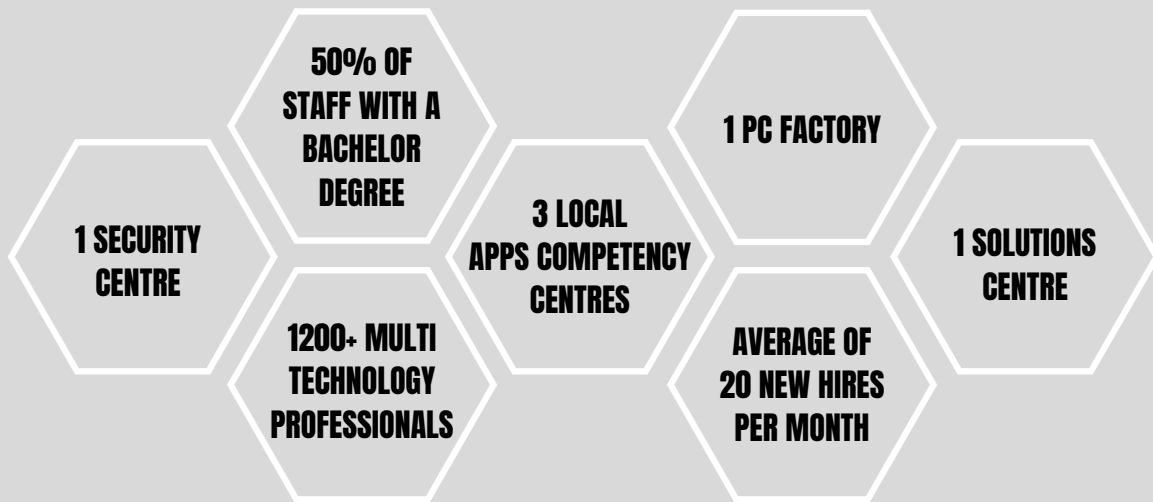 50% OF
STAFF WITH A
BACHELOR
DEGREE
1 PC FACTORY
1 SECURITY
CENTRE
3 LOCAL
APPS COMPETENCY
CENTRES
1 SOLUTIONS
CENTRE
1200+ MULTI
TECHNOLOGY
PROFESSIONALS
AVERAGE OF
20 NEW HIRES
PER MONTH